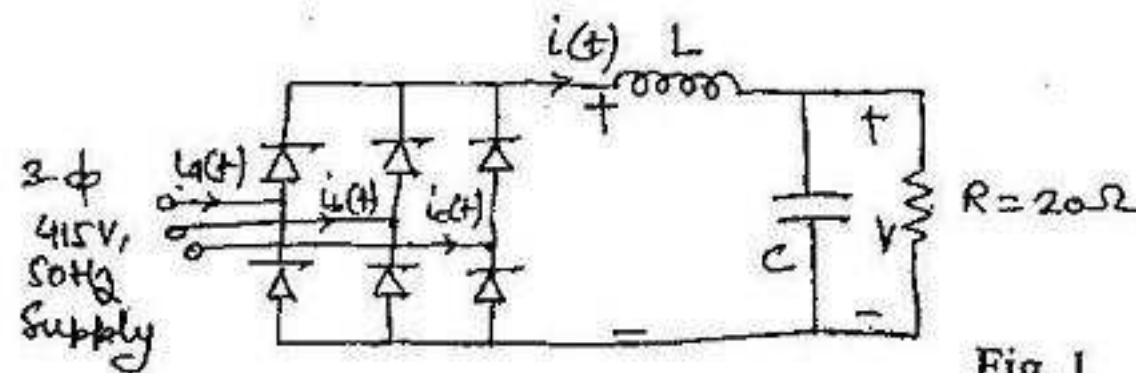 i(t) L
+
+
3-ϕ
ia(t)
ib(t)
ic(t)
415V,
50Hz
Supply
C
V
R = 20Ω
−
−
Fig. 1